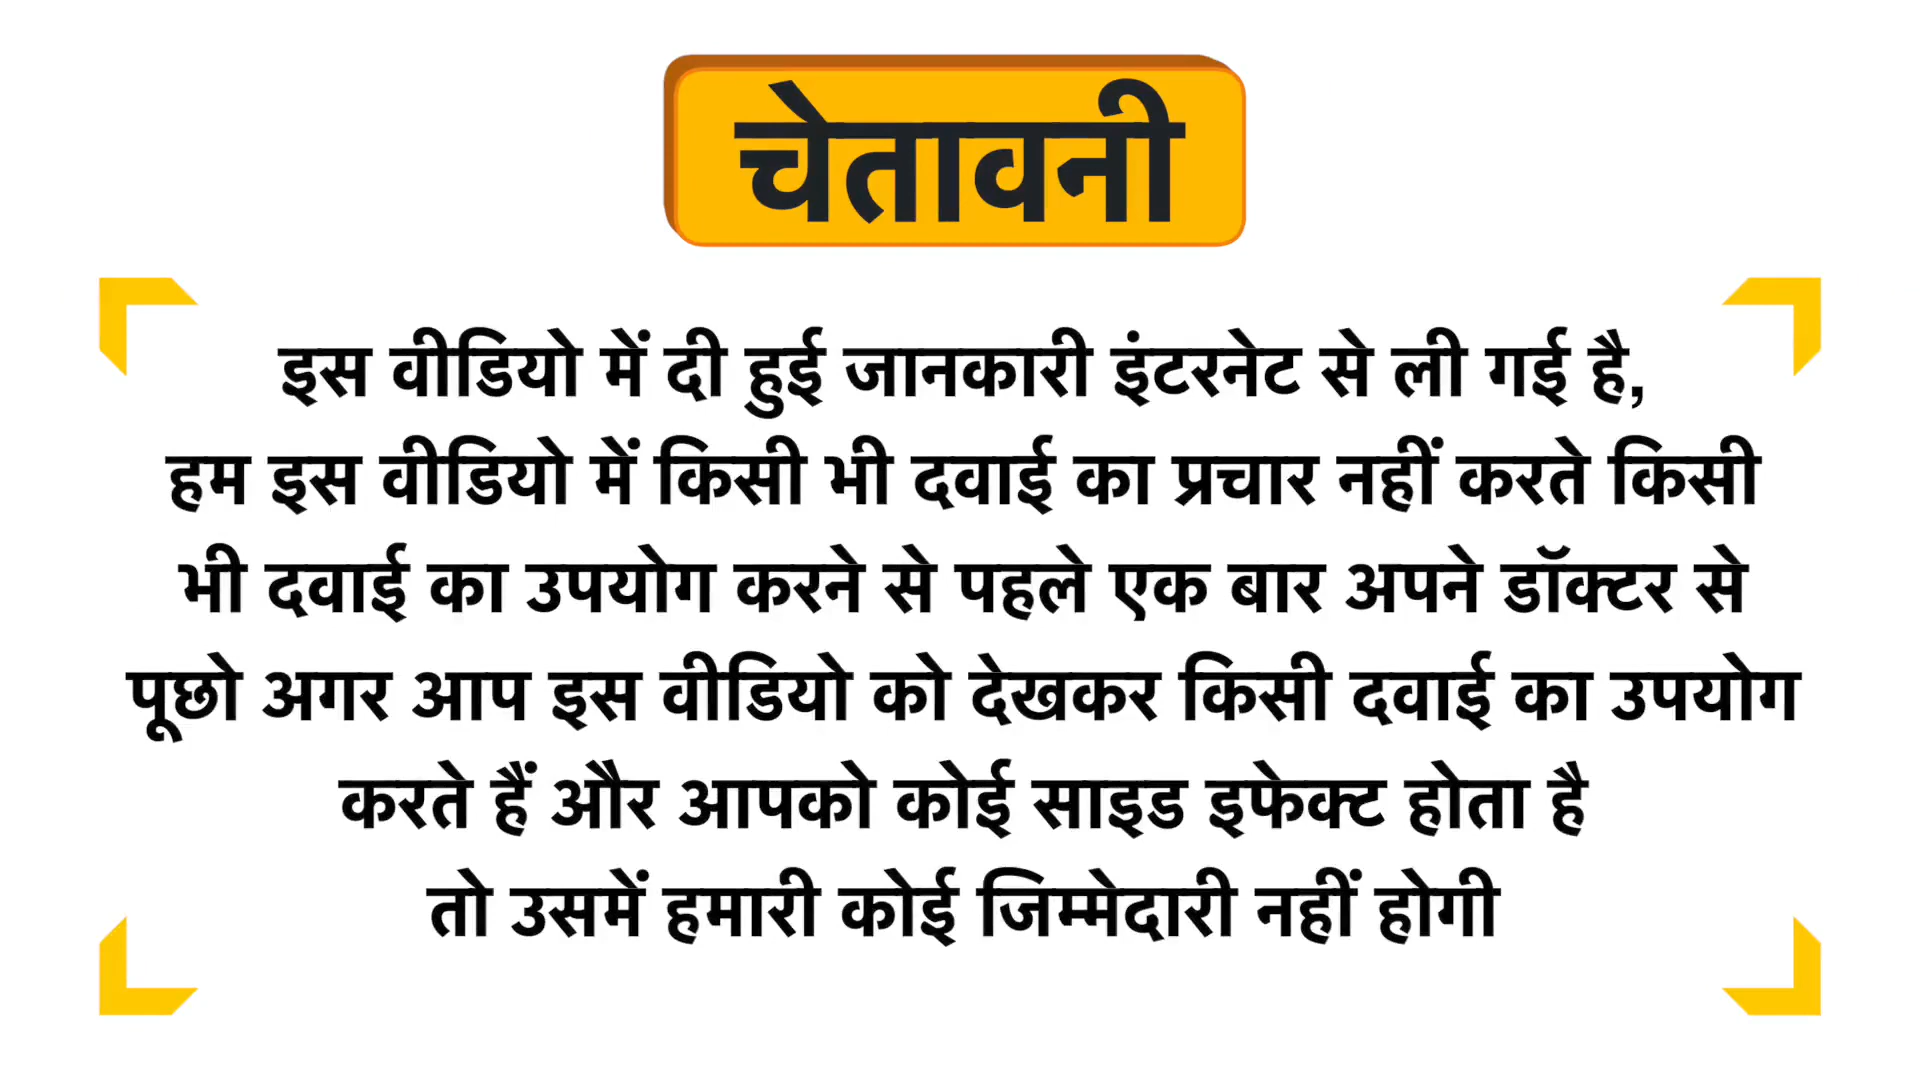 चेतावनी
इस वीडियो में दी हुई जानकारी इंटरनेट से ली गई है,
हम इस वीडियो में किसी भी दवाई का प्रचार नहीं करते किसी
भी दवाई का उपयोग करने से पहले एक बार अपने डॉक्टर से
पूछो अगर आप इस वीडियो को देखकर किसी दवाई का उपयोग
करते हैं और आपको कोई साइड इफेक्ट होता है
तो उसमें हमारी कोई जिम्मेदारी नहीं होगी